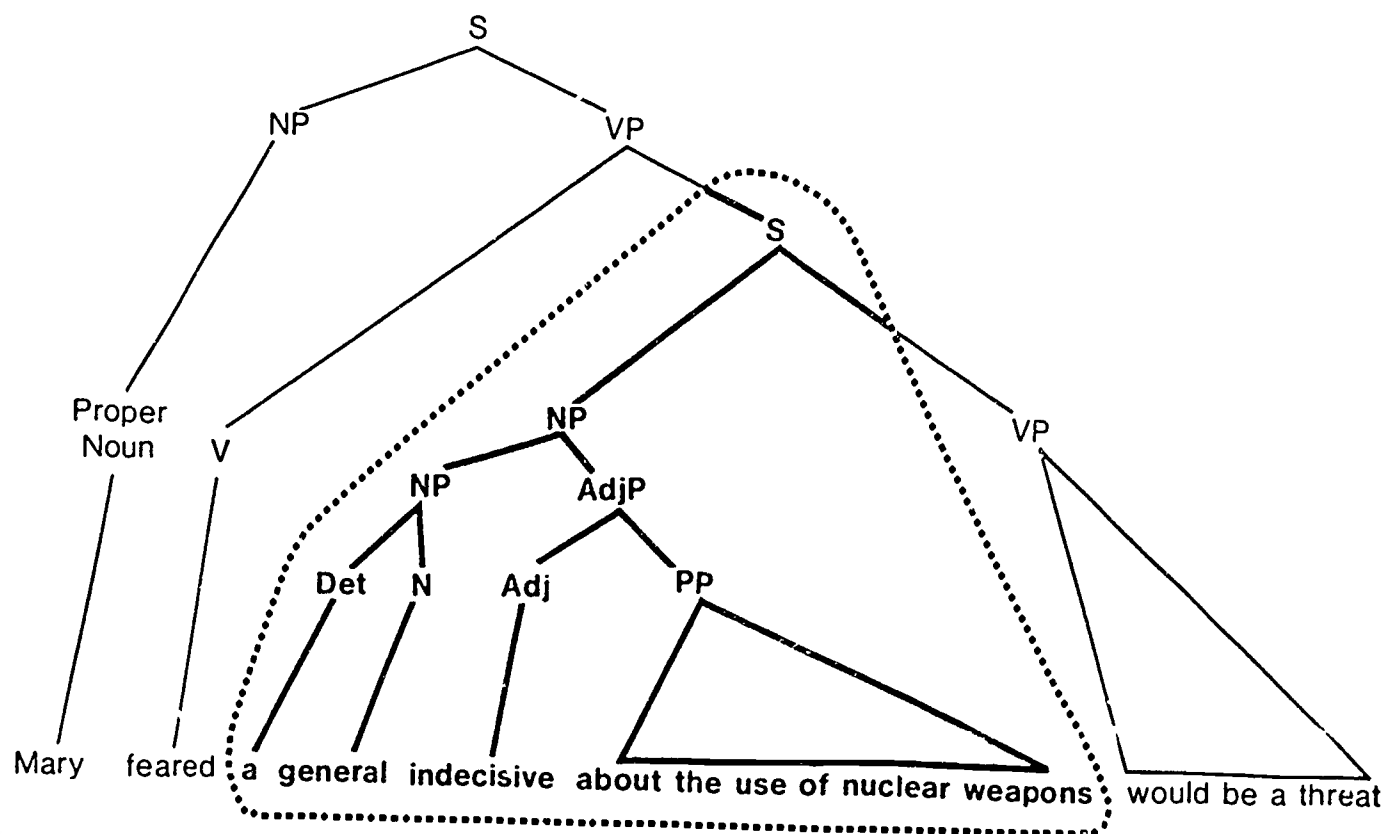 S
NP VP
S
Proper
Noun V NP VP
NP AdjP
Det N Adj PP
Mary feared a general indecisive about the use of nuclear weapons would be a threat